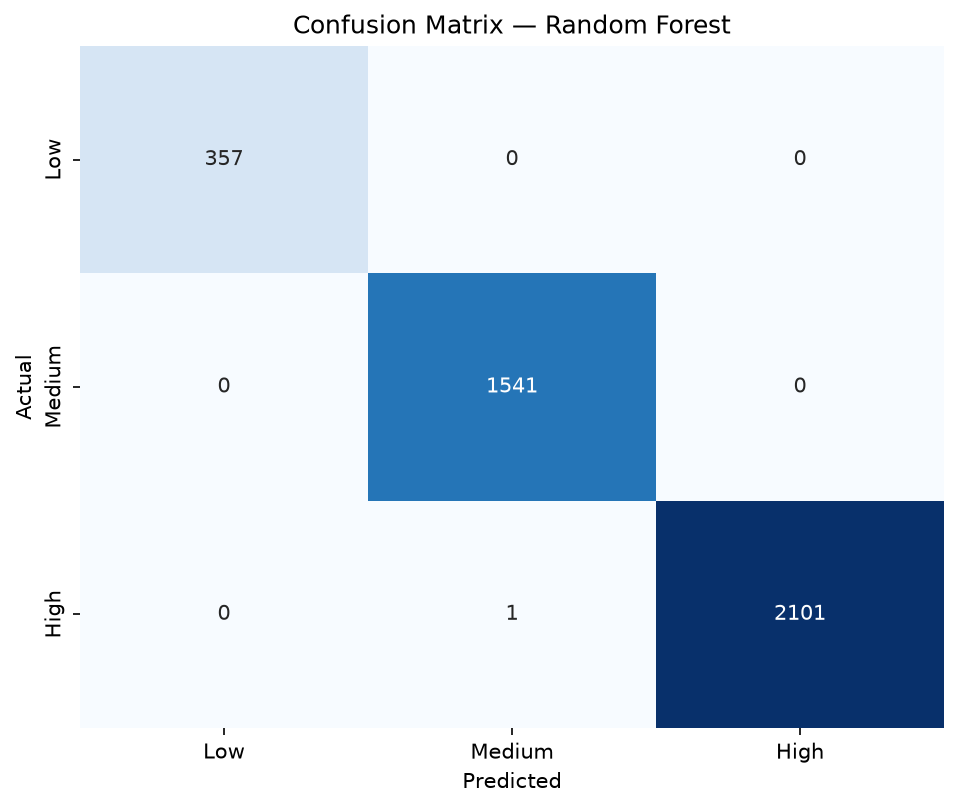 Confusion Matrix — Random Forest
Actual
Low
357 0 0
Medium
0 1541 0
High
0 1 2101
Low Medium High
Predicted